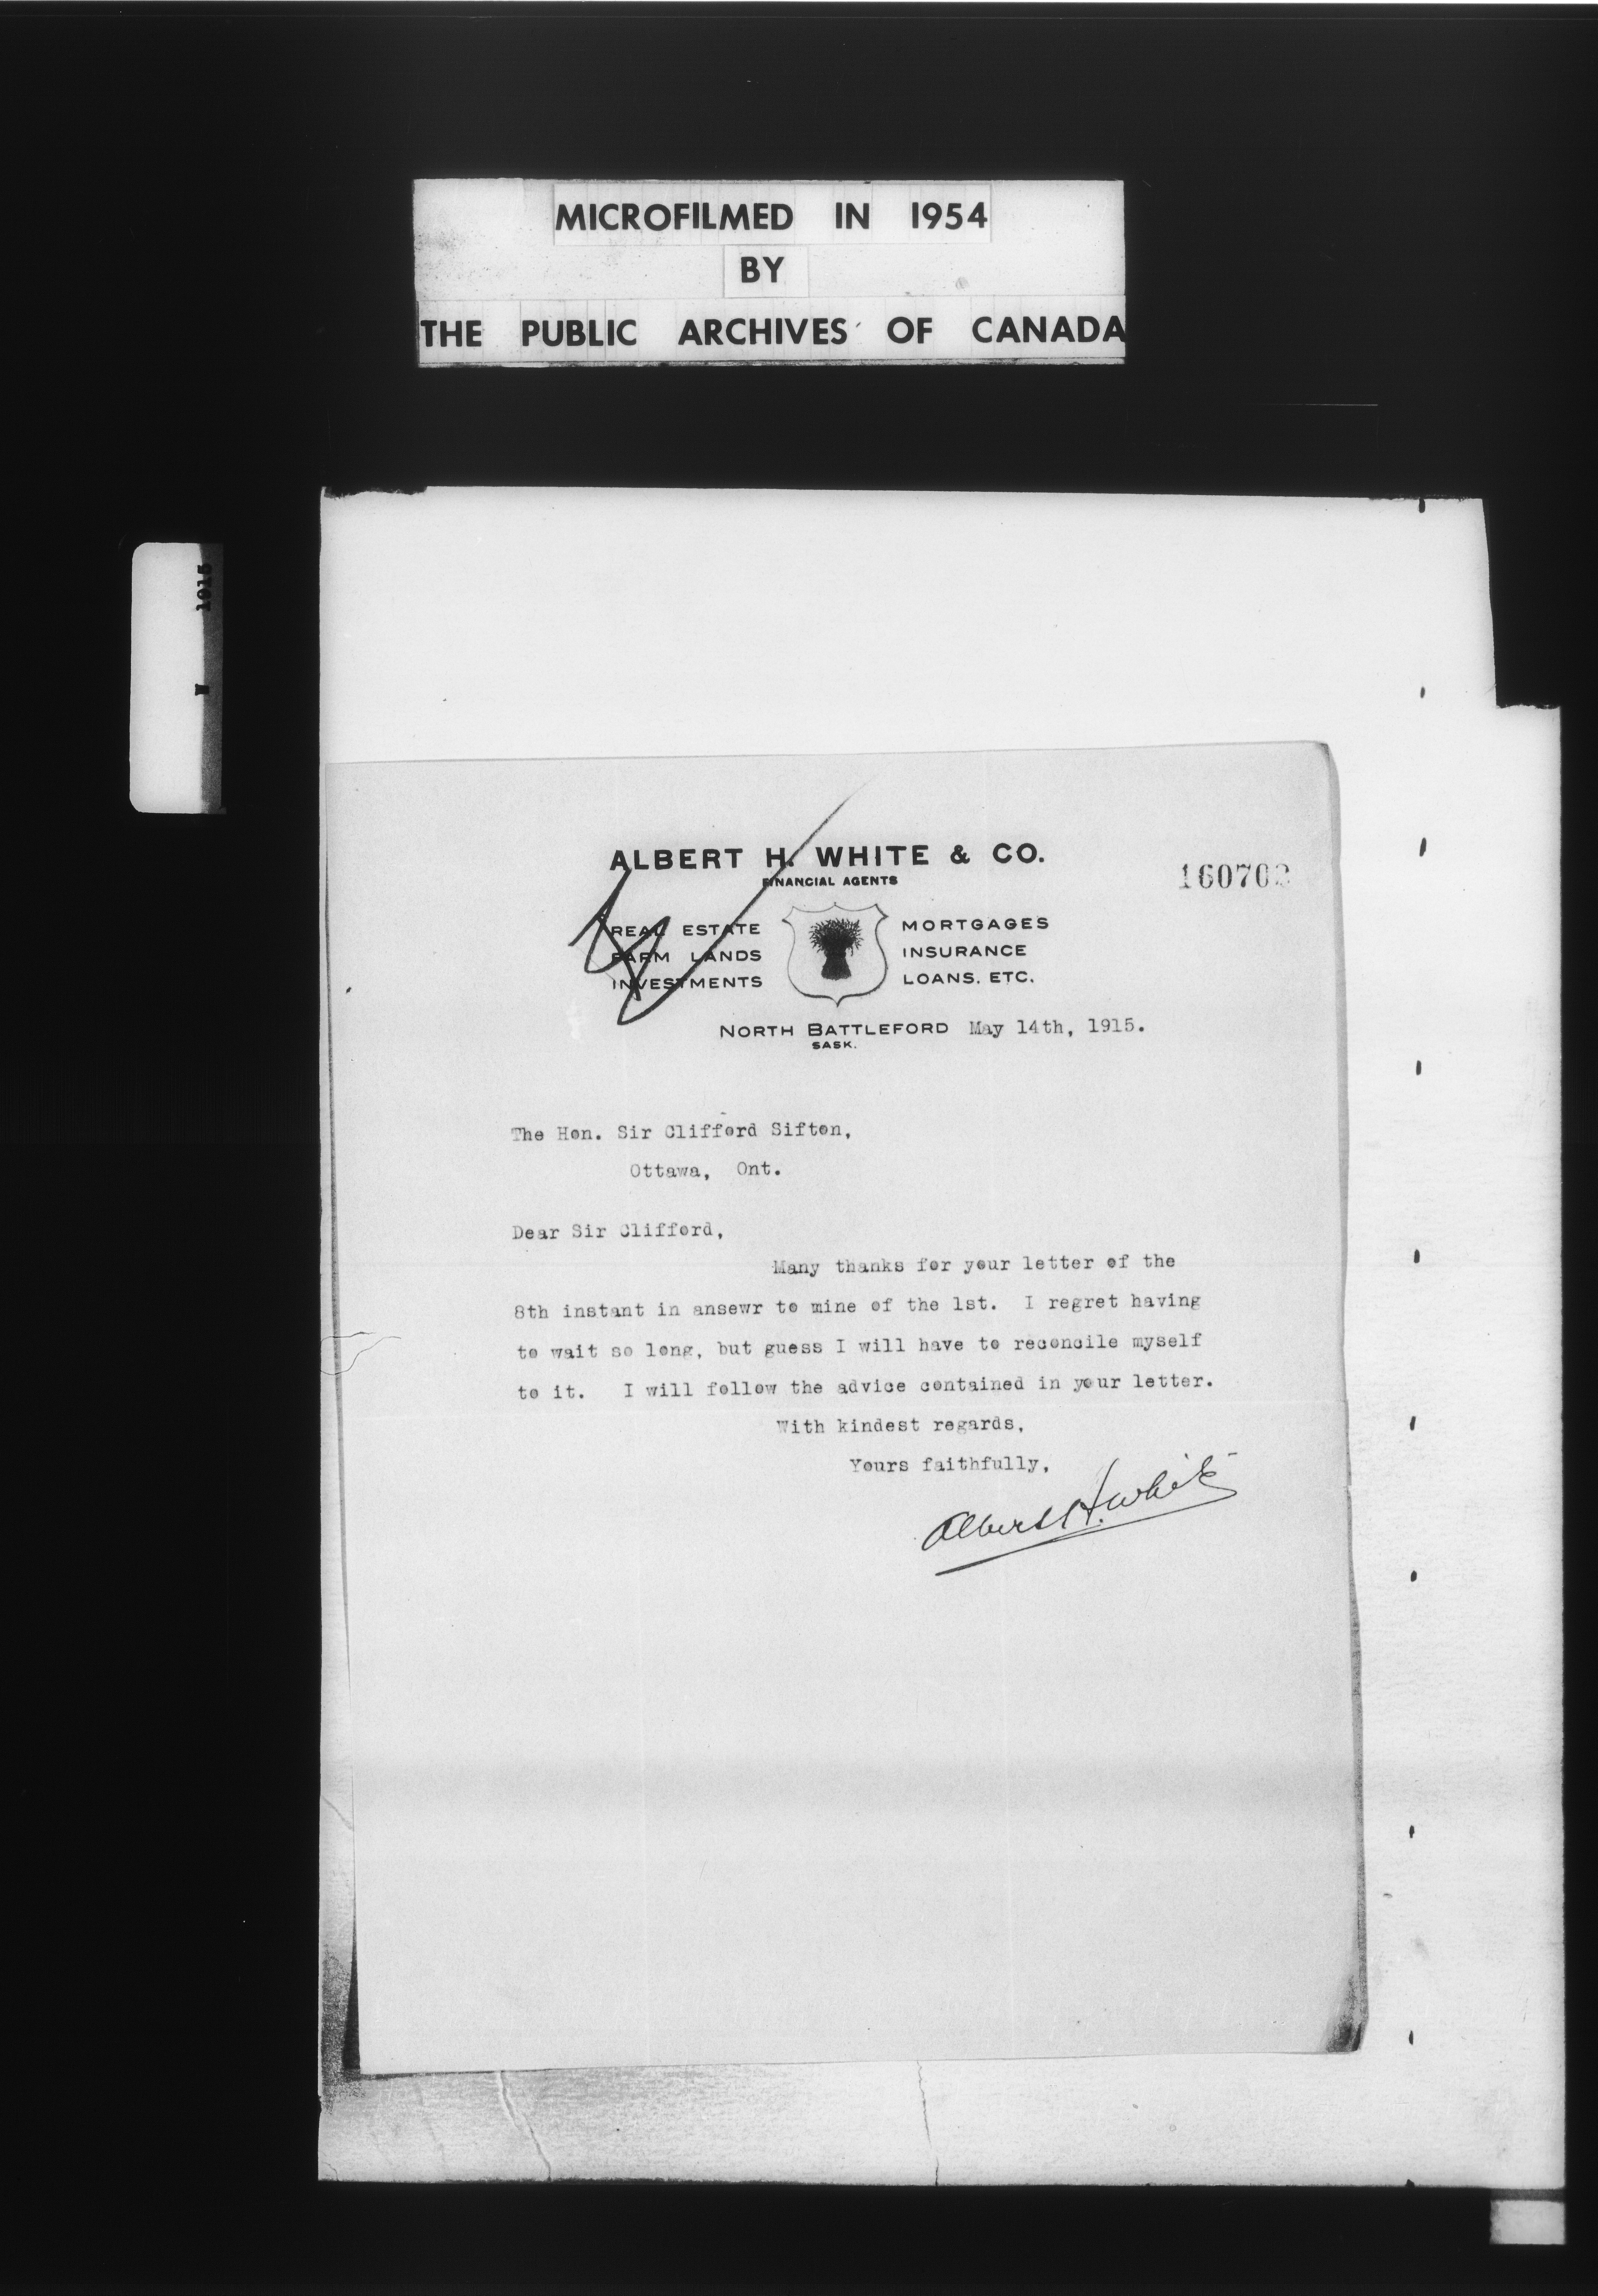 MICROFILMED IN 1954
BY
THE PUBLIC ARCHIVES OF CANADA
1915
W
ALBERT H. WHITE & CO.
FINANCIAL AGENTS
160702
REAL ESTATE
FARM LANDS
INVESTMENTS
MORTGAGES
INSURANCE
LOANS. ETC.
NORTH BATTLEFORD May 14th, 1915.
SASK.
The Hon. Sir Clifford Sifton,
Ottawa, Ont.
Dear Sir Clifford,
Many thanks for your letter of the
8th instant in ansewr to mine of the 1st. I regret having
to wait so long, but guess I will have to reconcile myself
to it. I will follow the advice contained in your letter.
With kindest regards,
Yours faithfully,
Albert H. White